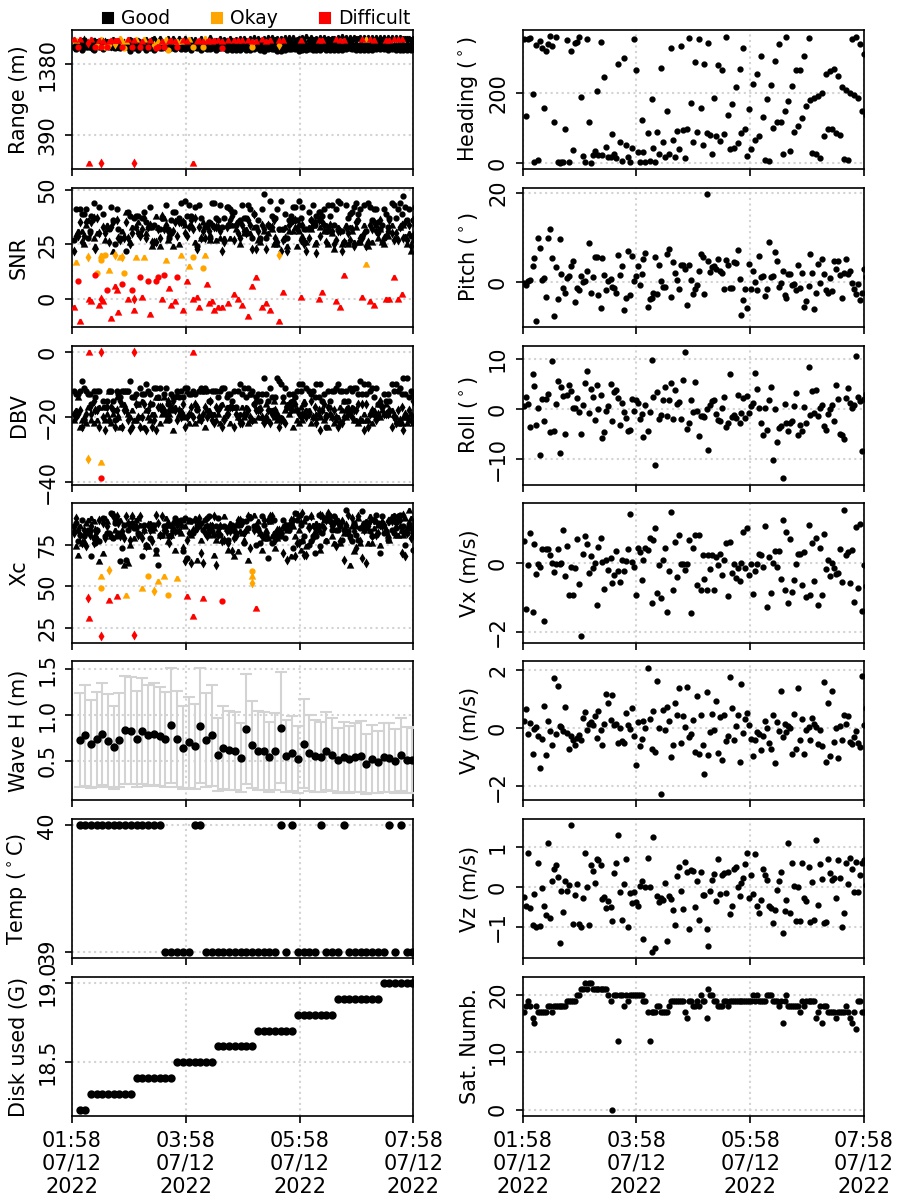 Good Okay Difficult
Range (m)
1380
390
Heading (°)
200
0
SNR
50
25
0
Pitch (°)
20
0
DBV
0
−20
−40
Roll (°)
10
0
−10
Xc
75
50
25
Vx (m/s)
0
−2
Wave H (m)
1.5
1.0
0.5
Vy (m/s)
2
0
−2
Temp (°C)
40
039
Vz (m/s)
1
0
−1
Disk used (G)
19.0
18.5
Sat. Numb.
20
10
0
01:58 03:58 05:58 07:58
07/12 07/12 07/12 07/12
2022 2022 2022 2022
01:58 03:58 05:58 07:58
07/12 07/12 07/12 07/12
2022 2022 2022 2022